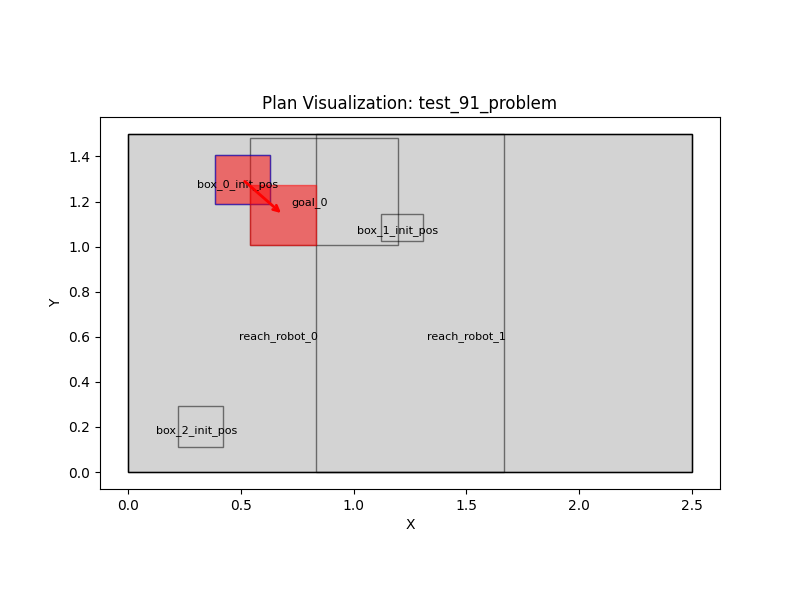 Plan Visualization: test_91_problem
Y
1.4
1.2
1.0
0.8
0.6
0.4
0.2
0.0
box_0_init_pos
goal_0
box_1_init_pos
reach_robot_0
reach_robot_1
box_2_init_pos
0.0
0.5
1.0
1.5
2.0
2.5
X